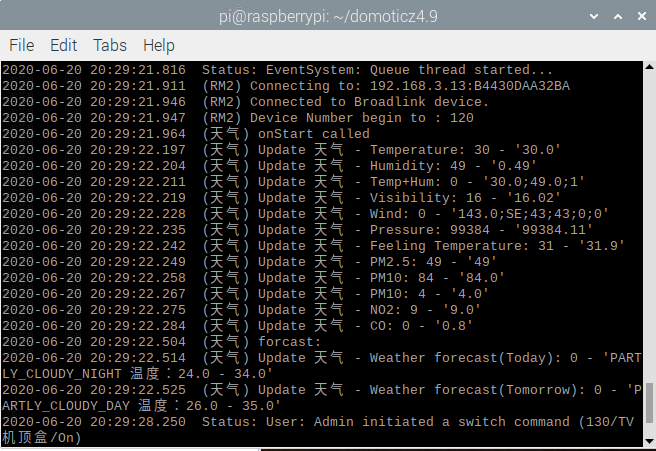 pi@raspberrypi: ~/domoticz4.9
File Edit Tabs Help
2020-06-20 20:29:21.816  Status: EventSystem: Queue thread started...
2020-06-20 20:29:21.911  (RM2) Connecting to: 192.168.3.13:B4430DAA32BA
2020-06-20 20:29:21.946  (RM2) Connected to Broadlink device.
2020-06-20 20:29:21.947  (RM2) Device Number begin to : 120
2020-06-20 20:29:21.964  (天气) onStart called
2020-06-20 20:29:22.197  (天气) Update 天气 - Temperature: 30 - '30.0'
2020-06-20 20:29:22.204  (天气) Update 天气 - Humidity: 49 - '0.49'
2020-06-20 20:29:22.211  (天气) Update 天气 - Temp+Hum: 0 - '30.0;49.0;1'
2020-06-20 20:29:22.219  (天气) Update 天气 - Visibility: 16 - '16.02'
2020-06-20 20:29:22.228  (天气) Update 天气 - Wind: 0 - '143.0;SE;43;43;0;0'
2020-06-20 20:29:22.235  (天气) Update 天气 - Pressure: 99384 - '99384.11'
2020-06-20 20:29:22.242  (天气) Update 天气 - Feeling Temperature: 31 - '31.9'
2020-06-20 20:29:22.249  (天气) Update 天气 - PM2.5: 49 - '49'
2020-06-20 20:29:22.258  (天气) Update 天气 - PM10: 84 - '84.0'
2020-06-20 20:29:22.267  (天气) Update 天气 - PM10: 4 - '4.0'
2020-06-20 20:29:22.275  (天气) Update 天气 - NO2: 9 - '9.0'
2020-06-20 20:29:22.284  (天气) Update 天气 - CO: 0 - '0.8'
2020-06-20 20:29:22.504  (天气) forcast:
2020-06-20 20:29:22.514  (天气) Update 天气 - Weather forecast(Today): 0 - 'PART
LY_CLOUDY_NIGHT 温度：24.0 - 34.0'
2020-06-20 20:29:22.525  (天气) Update 天气 - Weather forecast(Tomorrow): 0 - 'P
ARTLY_CLOUDY_DAY 温度：26.0 - 35.0'
2020-06-20 20:29:28.250  Status: User: Admin initiated a switch command (130/TV
机顶盒/On)